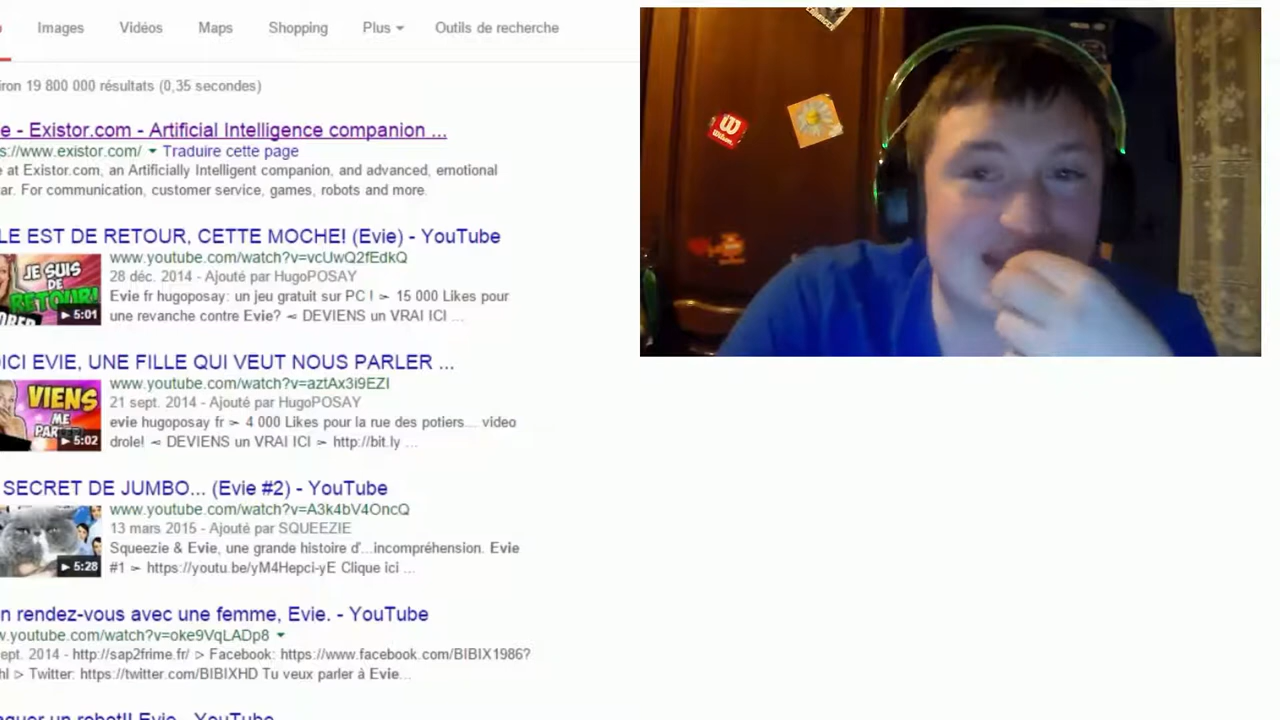 Images Vidéos Maps Shopping Plus Outils de recherche
iron 19 800 000 résultats (0,35 secondes)
e - Existor.com - Artificial Intelligence companion ...
s://www.existor.com/ Traduire cette page
e at Existor.com, an Artificially Intelligent companion, and advanced, emotional
tar. For communication, customer service, games, robots and more.
LE EST DE RETOUR, CETTE MOCHE! (Evie) - YouTube
www.youtube.com/watch?v=vcUwQ2fEdkQ
28 déc. 2014 - Ajouté par HugoPOSAY
Evie fr hugoposay: un jeu gratuit sur PC ! ➢ 15 000 Likes pour
une revanche contre Evie? ⋖ DEVIENS un VRAI ICI ...
JE SUIS
DE
RETOUR!
5:01
ICI EVIE, UNE FILLE QUI VEUT NOUS PARLER ...
www.youtube.com/watch?v=aztAx3i9EZI
21 sept. 2014 - Ajouté par HugoPOSAY
evie hugoposay fr ➢ 4 000 Likes pour la rue des potiers... video
drole! ⋖ DEVIENS un VRAI ICI ➢ http://bit.ly ...
VIENS
ME
5:02
SECRET DE JUMBO... (Evie #2) - YouTube
www.youtube.com/watch?v=A3k4bV4OncQ
13 mars 2015 - Ajouté par SQUEEZIE
Squeezie & Evie, une grande histoire d'...incompréhension. Evie
#1 ➢ https://youtu.be/yM4Hepci-yE Clique ici ...
5:28
n rendez-vous avec une femme, Evie. - YouTube
w.youtube.com/watch?v=oke9VqLADp8
ept. 2014 - http://sap2frime.fr/ > Facebook: https://www.facebook.com/BIBIX1986?
hl > Twitter: https://twitter.com/BIBIXHD Tu veux parler à Evie...
quer un robot!! Evie - YouTube
Wilson